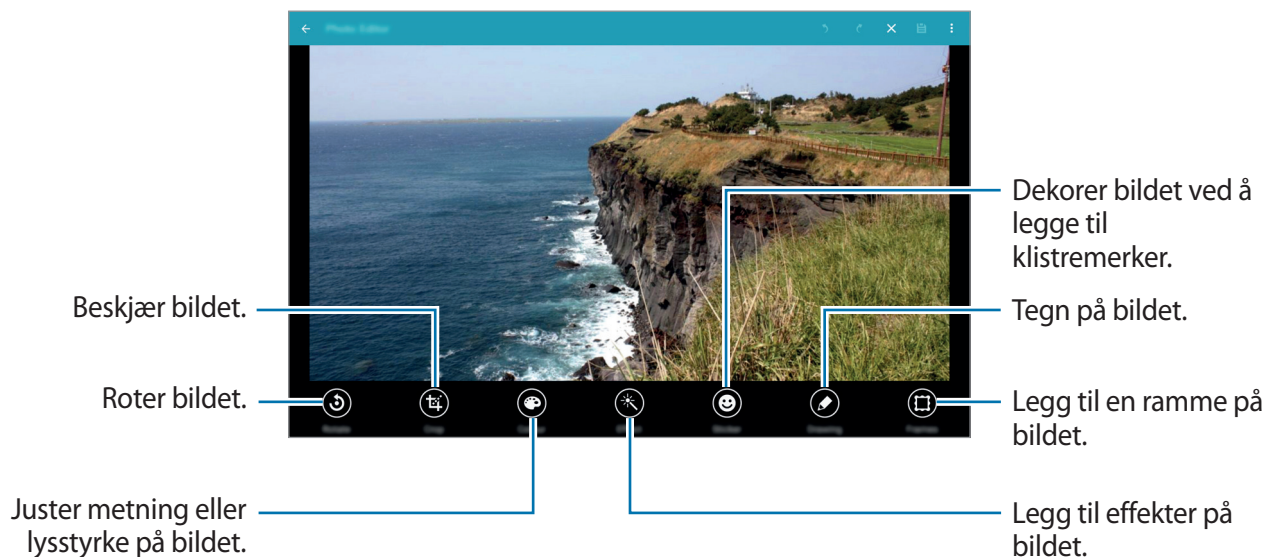 Dekorer bildet ved å
legge til
klistremerker.
Beskjær bildet.
Tegn på bildet.
Roter bildet.
Legg til en ramme på
bildet.
Juster metning eller
lysstyrke på bildet.
Legg til effekter på
bildet.